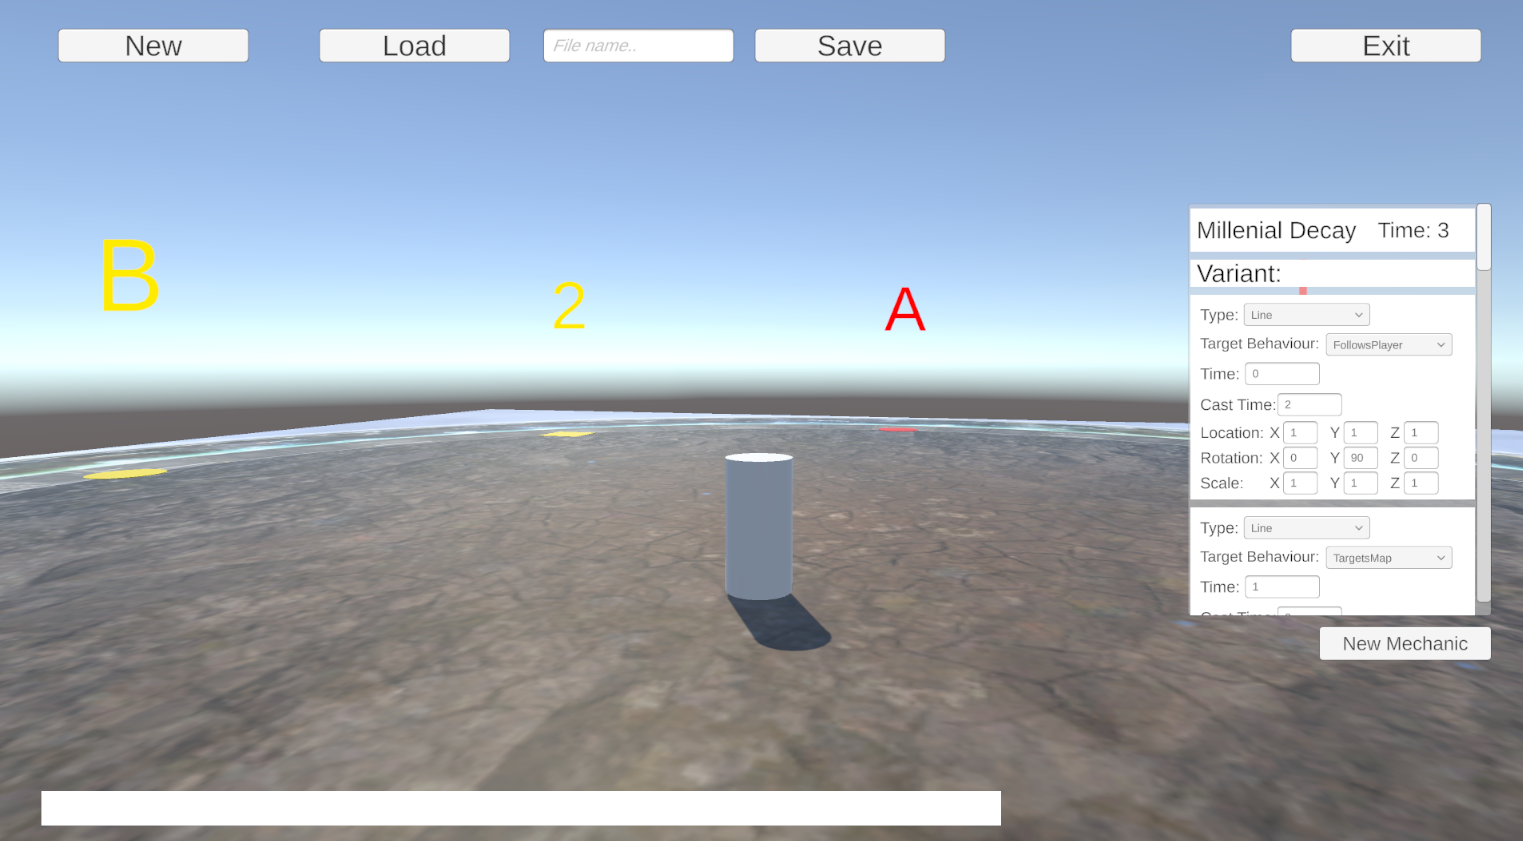 New Load File name.. Save Exit
B 2 A
Millenial Decay Time: 3
Variant:
Type: Line
Target Behaviour: FollowsPlayer
Time: 0
Cast Time: 2
Location: X 1 Y 1 Z 1
Rotation: X 0 Y 90 Z 0
Scale: X 1 Y 1 Z 1
Type: Line
Target Behaviour: TargetsMap
Time: 1
Cast Time:
New Mechanic